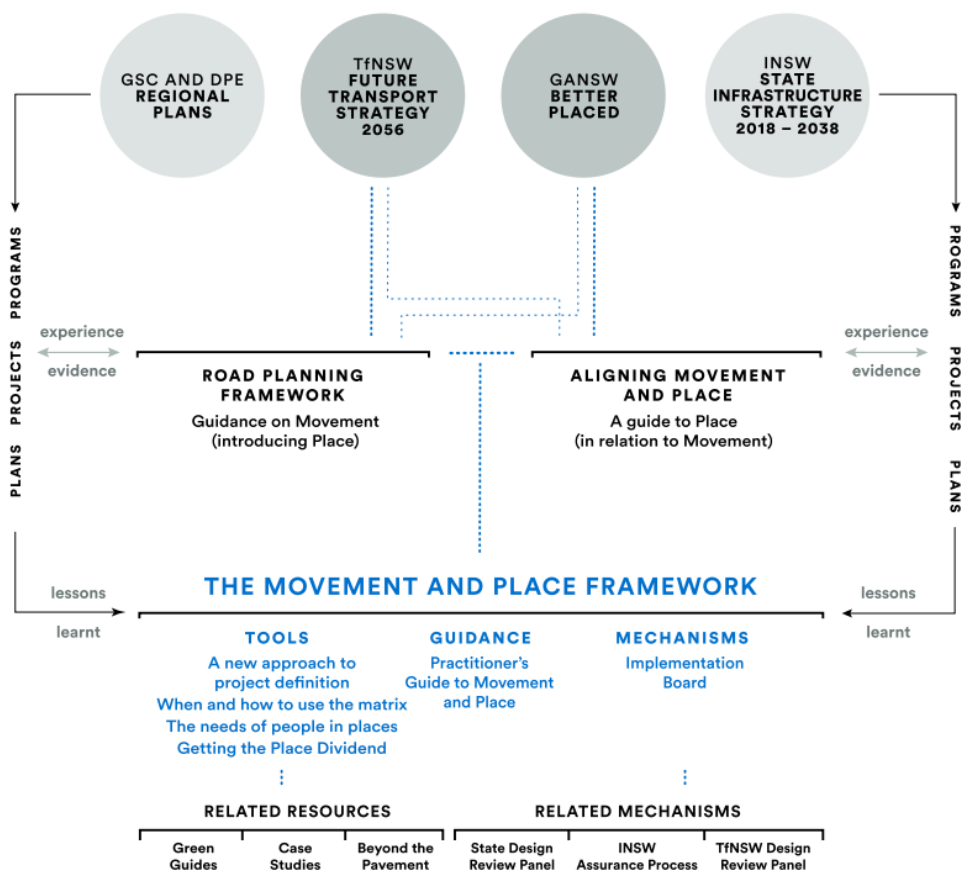 GSC AND DPE
REGIONAL
PLANS
TfNSW
FUTURE
TRANSPORT
STRATEGY
2056
GANSW
BETTER
PLACED
INSW
STATE
INFRASTRUCTURE
STRATEGY
2018 – 2038
PLANS PROJECTS PROGRAMS
PROGRAMS PROJECTS PLANS
experience
evidence
ROAD PLANNING
FRAMEWORK
Guidance on Movement
(introducing Place)
ALIGNING MOVEMENT
AND PLACE
A guide to Place
(in relation to Movement)
experience
evidence
lessons
learnt
THE MOVEMENT AND PLACE FRAMEWORK
lessons
learnt
TOOLS
A new approach to
project definition
When and how to use the matrix
The needs of people in places
Getting the Place Dividend
GUIDANCE
Practitioner’s
Guide to Movement
and Place
MECHANISMS
Implementation
Board
RELATED RESOURCES
Green
Guides
Case
Studies
Beyond the
Pavement
RELATED MECHANISMS
State Design
Review Panel
INSW
Assurance Process
TfNSW Design
Review Panel